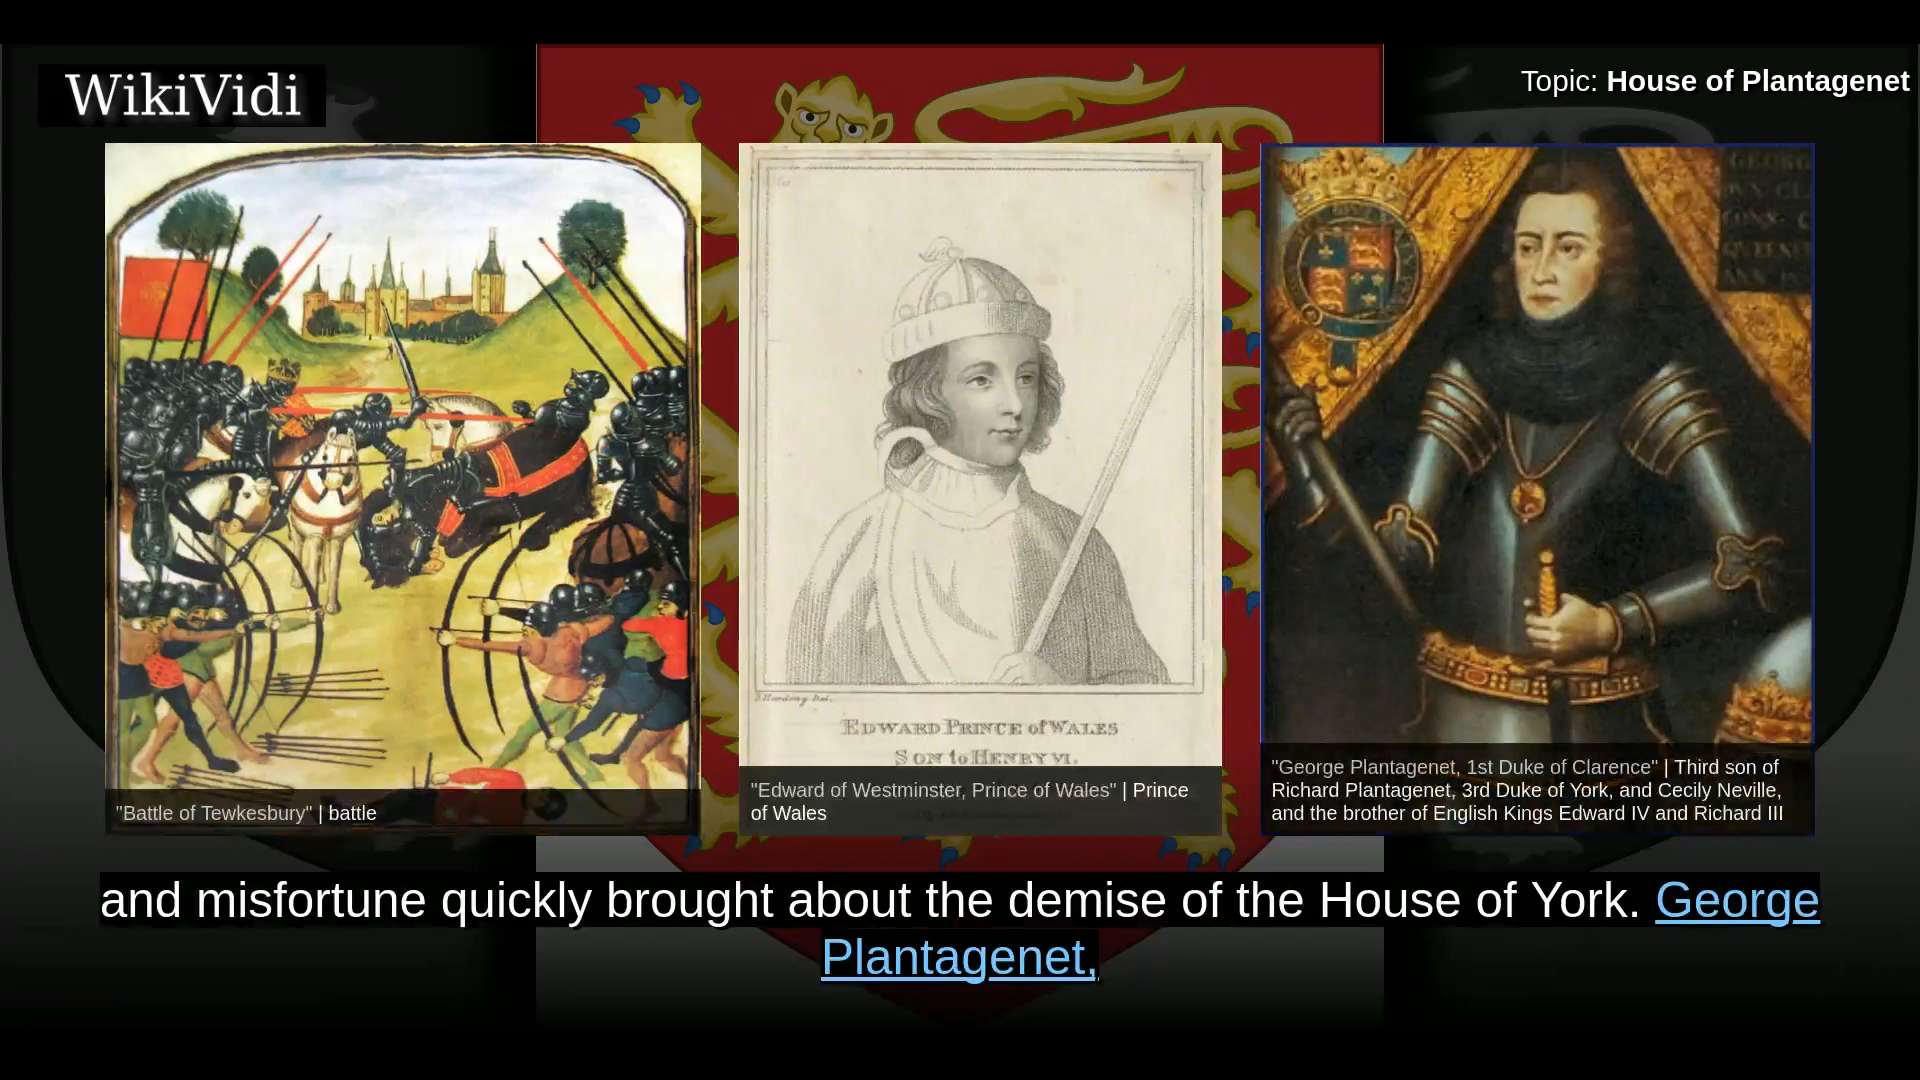 WikiVidi
Topic: House of Plantagenet
EDWARD PRINCE of WALES
SON to HENRY VI.
"Battle of Tewkesbury" | battle
"Edward of Westminster, Prince of Wales" | Prince
of Wales
"George Plantagenet, 1st Duke of Clarence" | Third son of
Richard Plantagenet, 3rd Duke of York, and Cecily Neville,
and the brother of English Kings Edward IV and Richard III
and misfortune quickly brought about the demise of the House of York. George
Plantagenet,